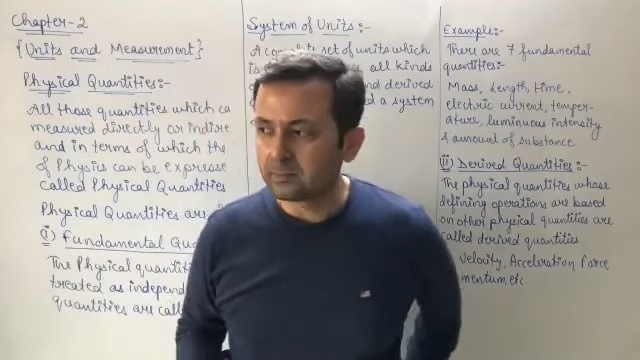 Chapter-2
{Units and Measurement}
Physical Quantities:-
All those quantities which ca
measured directly or indire
and in terms of which the
of Physics can be expresse
called Physical Quantities
Physical Quantities are
(i) Fundamental Qua
The Physical quantiti
treated as independ
quantities are call
System of Units:-
A set of units which
is all kinds
of nd derived
d a system
Example:-
There are 7 fundamental
quantities:-
Mass, Length, time,
electric current, temper-
ature, luminous intensity
& amount of substance
(ii) Derived Quantities:-
The physical quantities whose
defining operations are based
on other physical quantities are
called derived quantities
Velocity, Acceleration Force
mentum, etc.